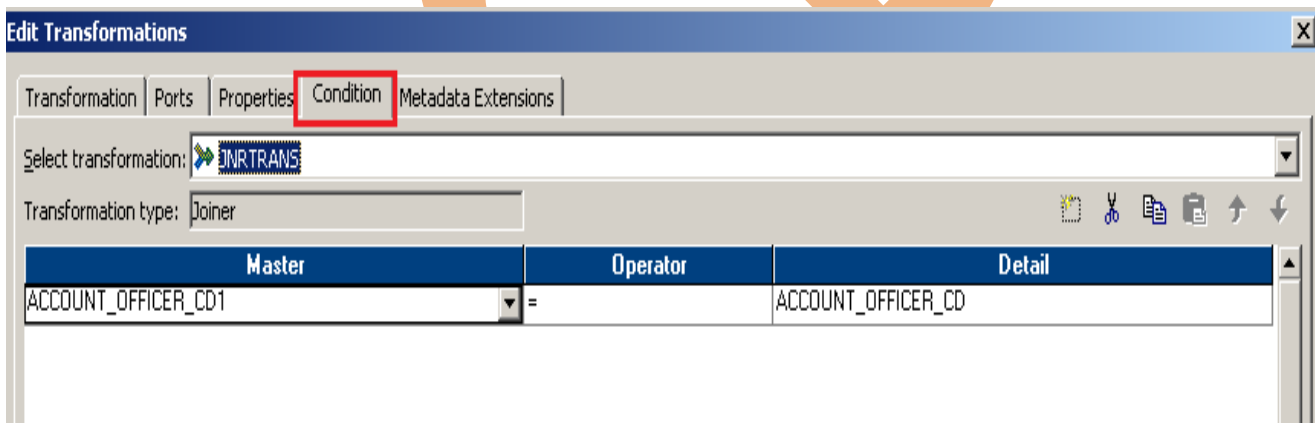 Edit Transformations
Transformation Ports Properties Condition Metadata Extensions
Select transformation: JNRTRANS
Transformation type: Joiner
Master Operator Detail
ACCOUNT_OFFICER_CD1 = ACCOUNT_OFFICER_CD